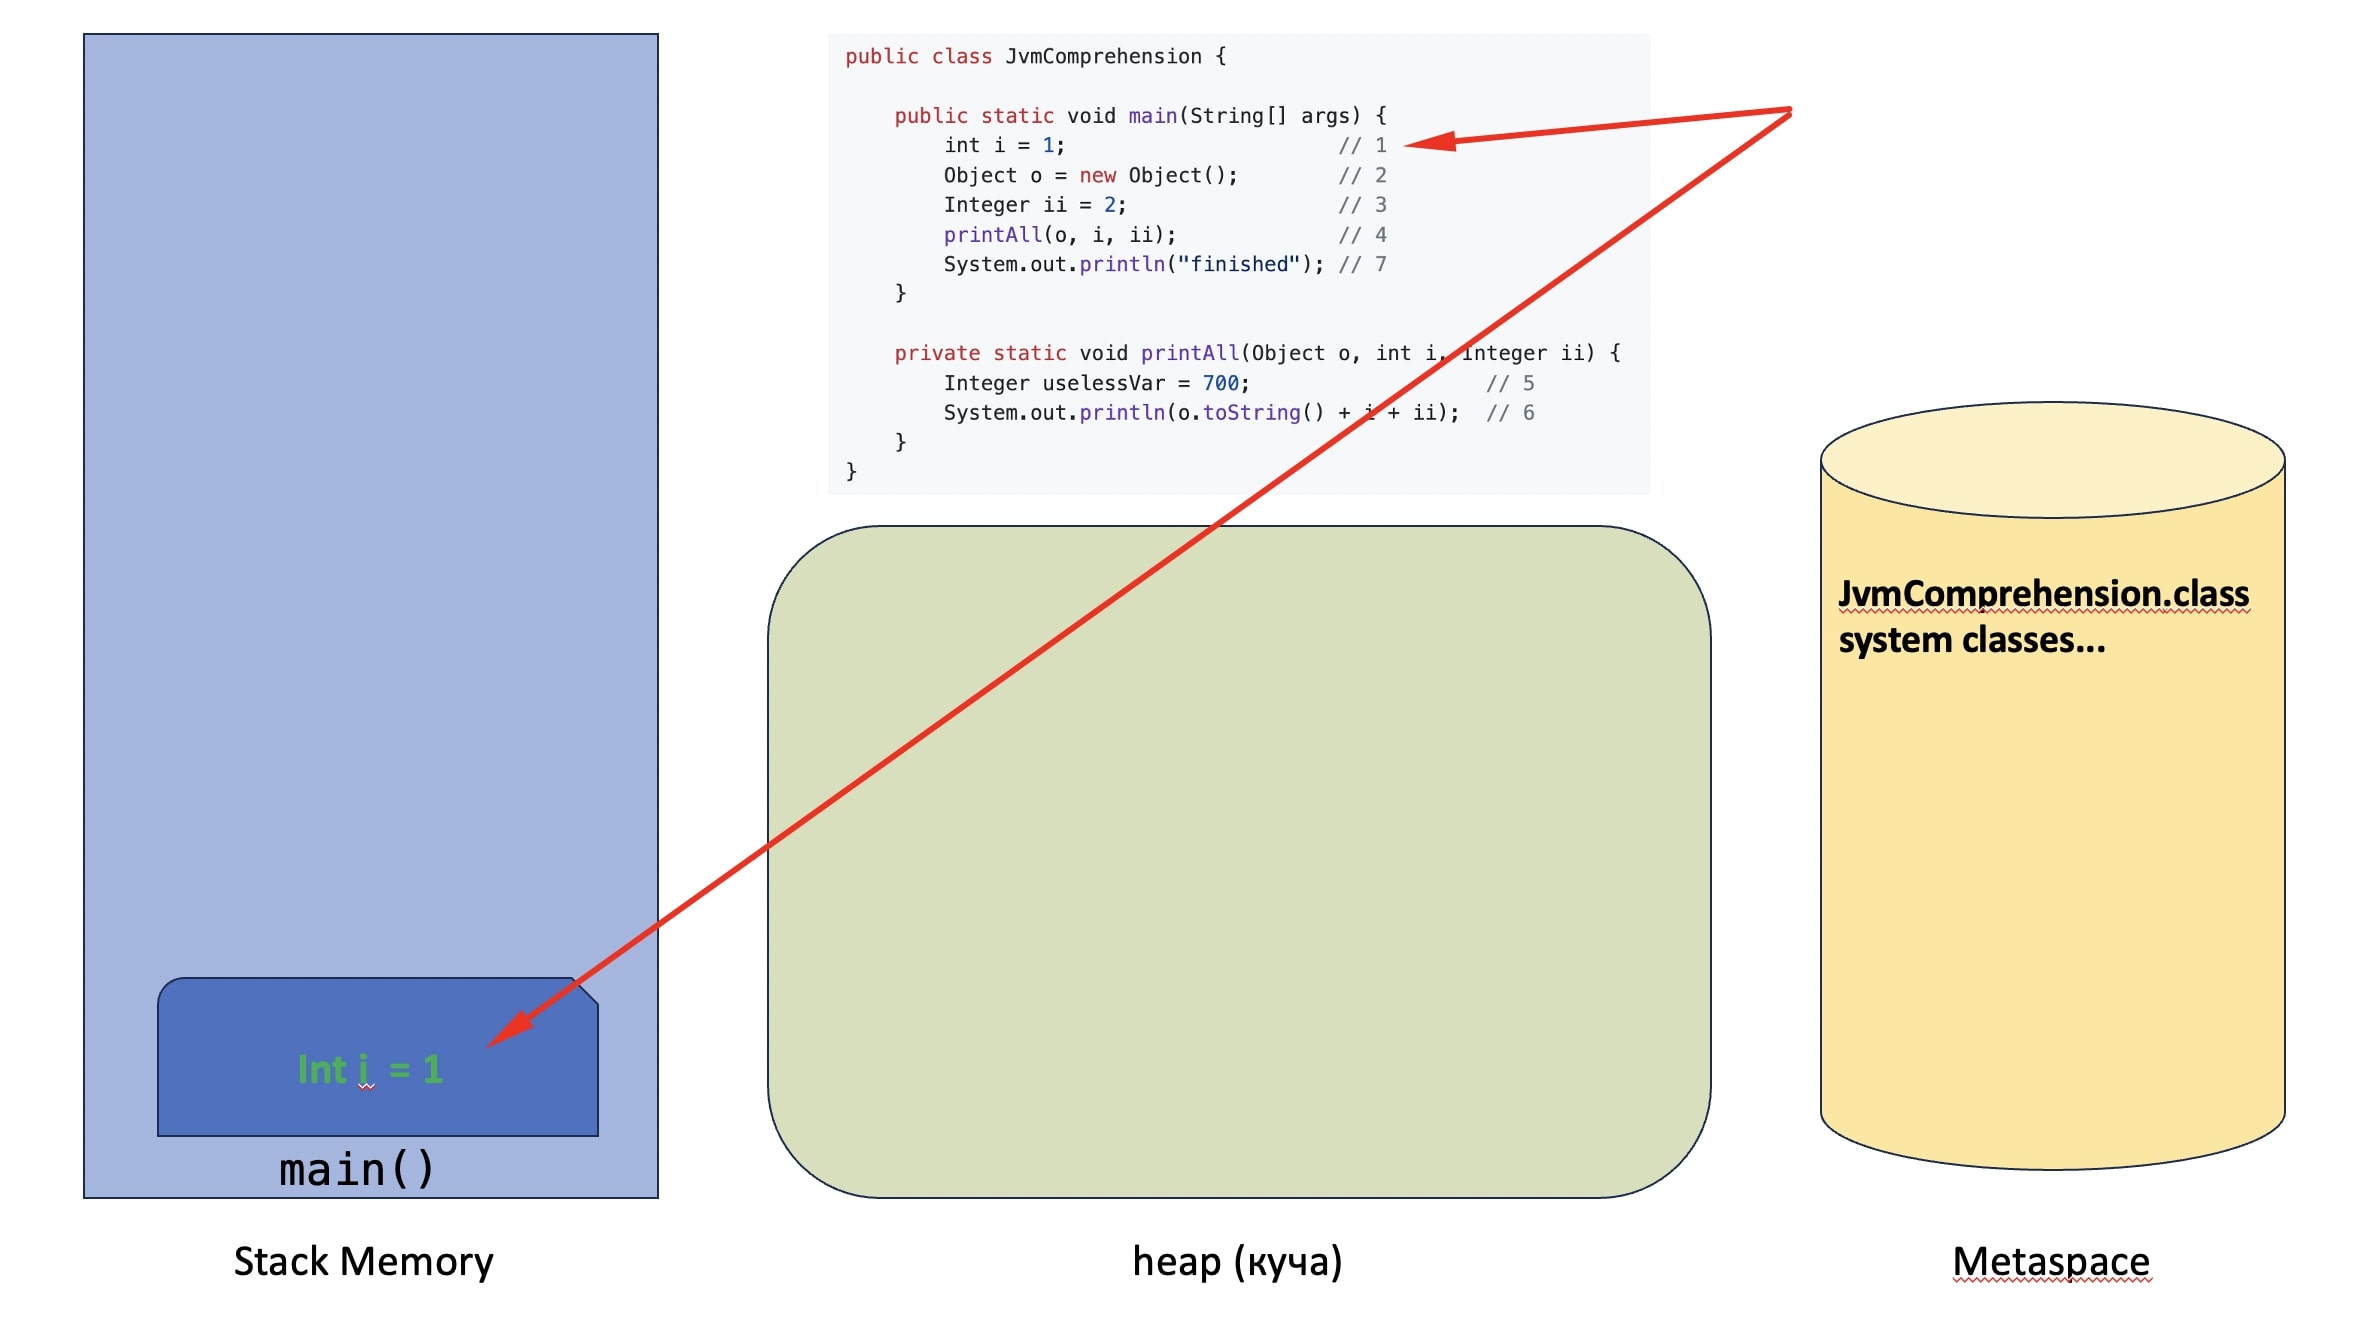 public class JvmComprehension {
public static void main(String[] args) {
int i = 1; // 1
Object o = new Object(); // 2
Integer ii = 2; // 3
printAll(o, i, ii); // 4
System.out.println("finished"); // 7
}
private static void printAll(Object o, int i, Integer ii) {
Integer uselessVar = 700; // 5
System.out.println(o.toString() + i + ii); // 6
}
}
JvmComprehension.class
system classes...
Int i = 1
main()
Stack Memory
heap (куча)
Metaspace